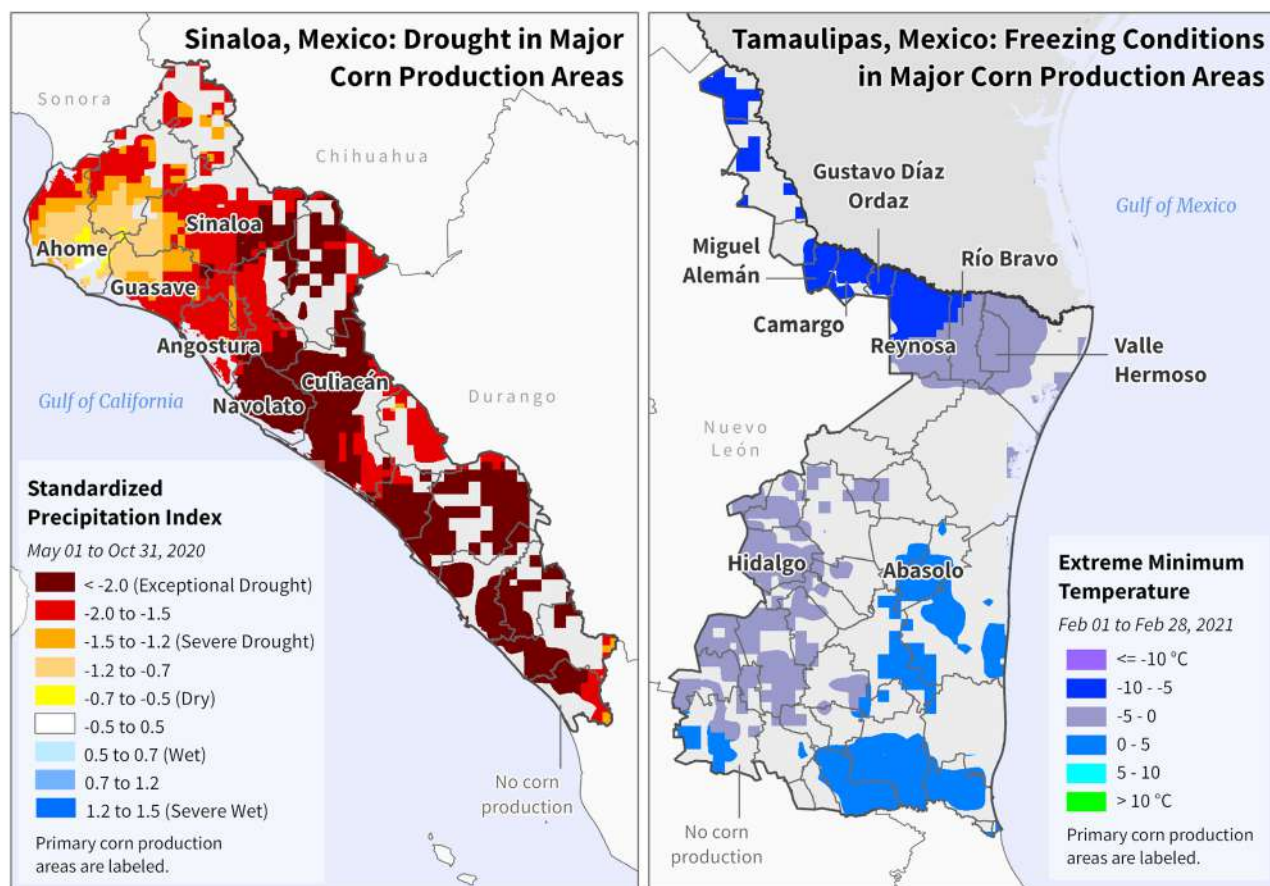 Sinaloa, Mexico: Drought in Major
Corn Production Areas
Sonora
Chihuahua
Sinaloa
Ahome
Guasave
Angostura
Culiacán
Navolato
Gulf of California
Durango
Standardized
Precipitation Index
May 01 to Oct 31, 2020
< -2.0 (Exceptional Drought)
-2.0 to -1.5
-1.5 to -1.2 (Severe Drought)
-1.2 to -0.7
-0.7 to -0.5 (Dry)
-0.5 to 0.5
0.5 to 0.7 (Wet)
0.7 to 1.2
1.2 to 1.5 (Severe Wet)
Primary corn production
areas are labeled.
No corn
production
Tamaulipas, Mexico: Freezing Conditions
in Major Corn Production Areas
Gustavo Díaz
Ordaz
Gulf of Mexico
Miguel
Alemán
Río Bravo
Camargo
Reynosa
Valle
Hermoso
Nuevo
León
Hidalgo
Abasolo
Extreme Minimum
Temperature
Feb 01 to Feb 28, 2021
<= -10 °C
-10 - -5
-5 - 0
0 - 5
5 - 10
> 10 °C
Primary corn production
areas are labeled.
No corn
production